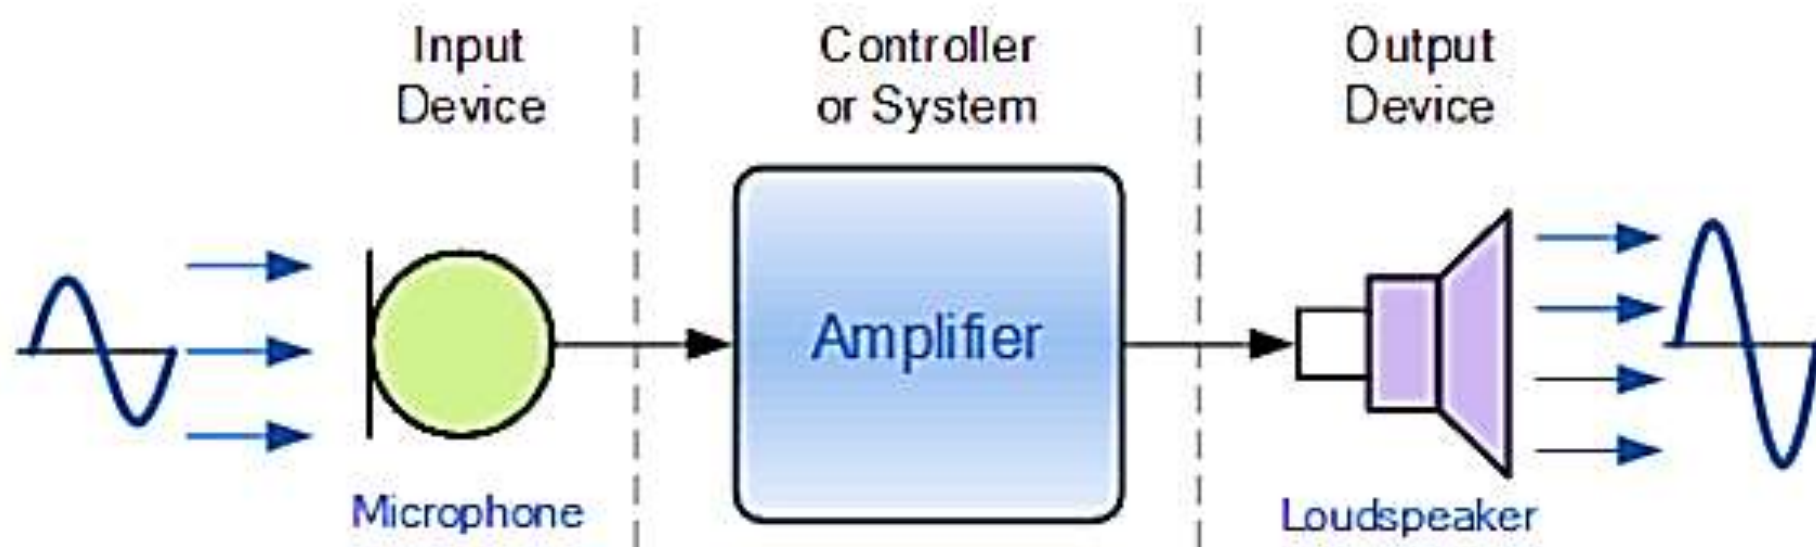 Input
Device
Controller
or System
Output
Device
Amplifier
Microphone
Loudspeaker